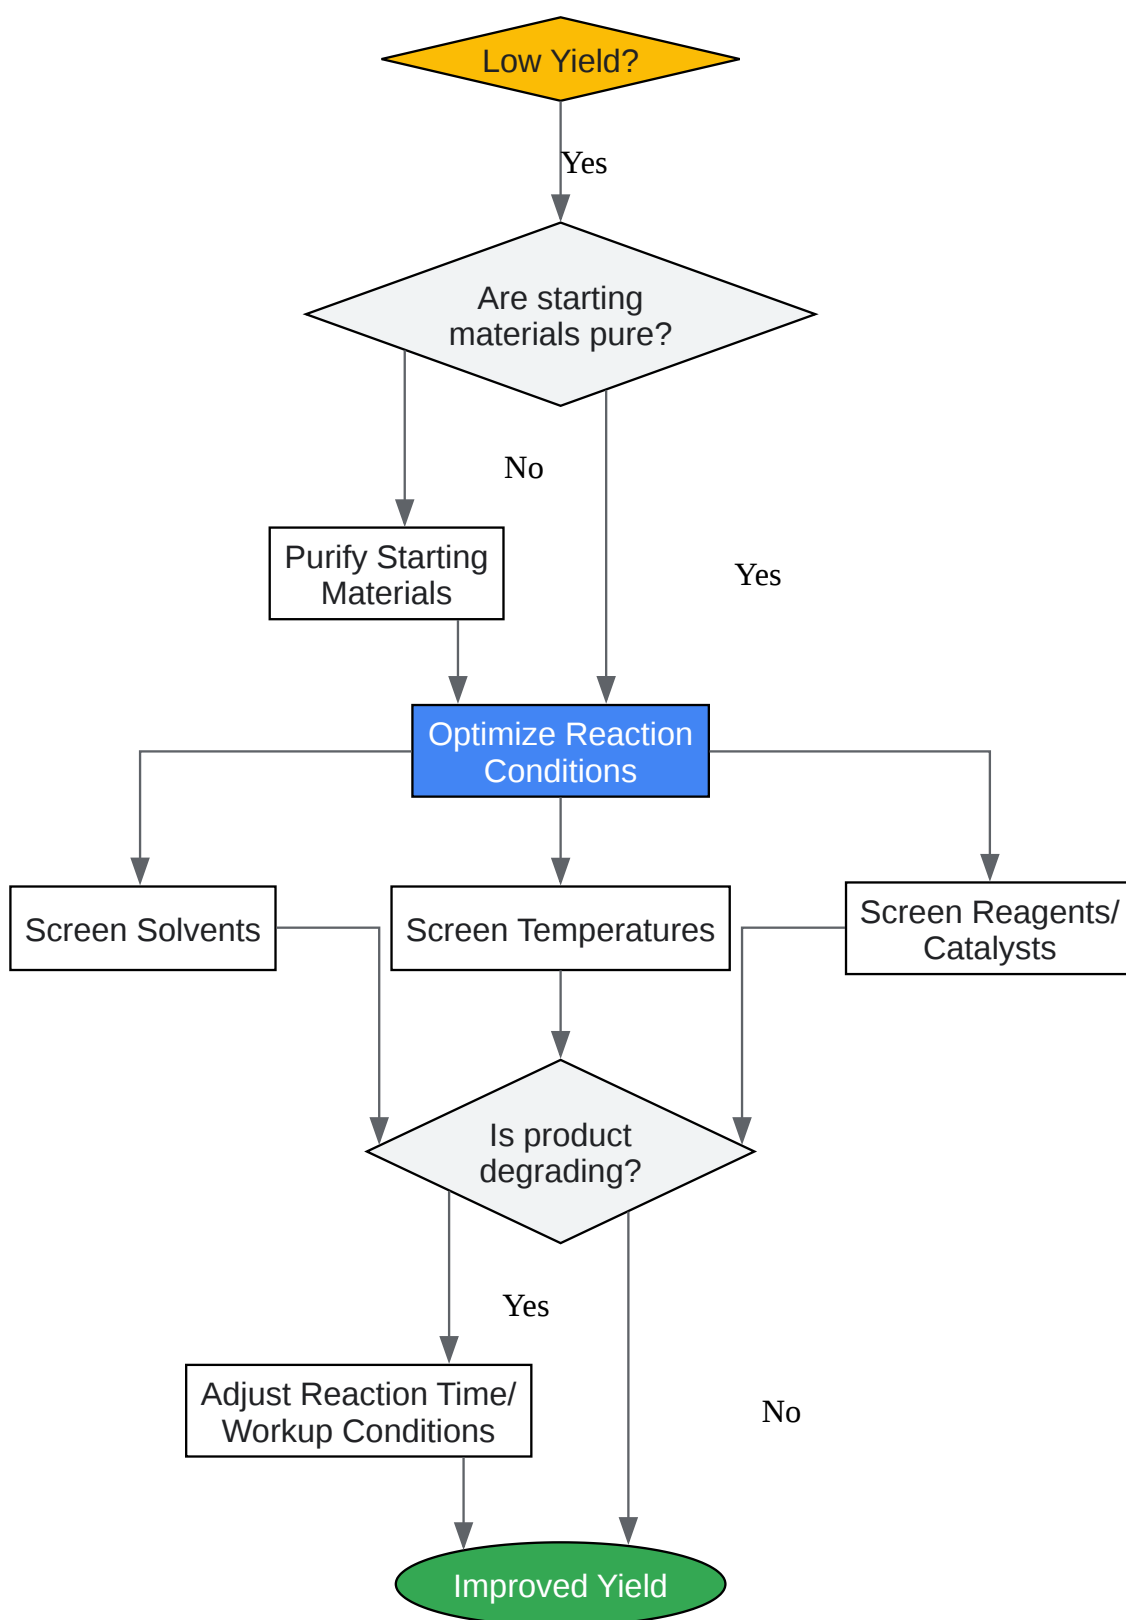 Low Yield?
Yes
Are starting
materials pure?
No
Purify Starting
Materials
Yes
Optimize Reaction
Conditions
Screen Solvents
Screen Temperatures
Screen Reagents/
Catalysts
Is product
degrading?
Yes
Adjust Reaction Time/
Workup Conditions
No
Improved Yield